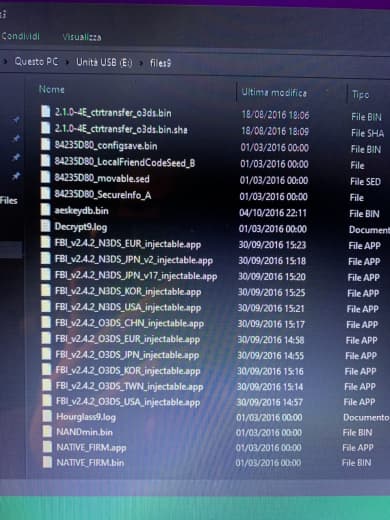 Condividi Visualizza
Questo PC > Unità USB (E:) > files9
Nome Ultima modifica Tipo
2.1.0-4E_ctrtransfer_o3ds.bin 18/08/2016 18:06 File BIN
2.1.0-4E_ctrtransfer_o3ds.bin.sha 18/08/2016 18:09 File SHA
84235D80_configsave.bin 01/03/2016 00:00 File BIN
84235D80_LocalFriendCodeSeed_B 01/03/2016 00:00 File
84235D80_movable.sed 01/03/2016 00:00 File SED
84235D80_SecureInfo_A 01/03/2016 00:00 File
Files
aeskeydb.bin 04/10/2016 22:11 File BIN
Decrypt9.log 01/03/2016 00:00 Document
FBI_v2.4.2_N3DS_EUR_injectable.app 30/09/2016 15:23 File APP
FBI_v2.4.2_N3DS_JPN_v2_injectable.app 30/09/2016 15:18 File APP
FBI_v2.4.2_N3DS_JPN_v17_injectable.app 30/09/2016 15:20 File APP
FBI_v2.4.2_N3DS_KOR_injectable.app 30/09/2016 15:25 File APP
FBI_v2.4.2_N3DS_USA_injectable.app 30/09/2016 15:21 File APP
FBI_v2.4.2_O3DS_CHN_injectable.app 30/09/2016 15:17 File APP
FBI_v2.4.2_O3DS_EUR_injectable.app 30/09/2016 14:58 File APP
FBI_v2.4.2_O3DS_JPN_injectable.app 30/09/2016 14:55 File APP
FBI_v2.4.2_O3DS_KOR_injectable.app 30/09/2016 15:16 File APP
FBI_v2.4.2_O3DS_TWN_injectable.app 30/09/2016 15:14 File APP
FBI_v2.4.2_O3DS_USA_injectable.app 30/09/2016 14:57 File APP
Hourglass9.log 01/03/2016 00:00 Documento
NANDmin.bin 01/03/2016 00:00 File BIN
NATIVE_FIRM.app 01/03/2016 00:00 File APP
NATIVE_FIRM.bin 01/03/2016 00:00 File BIN